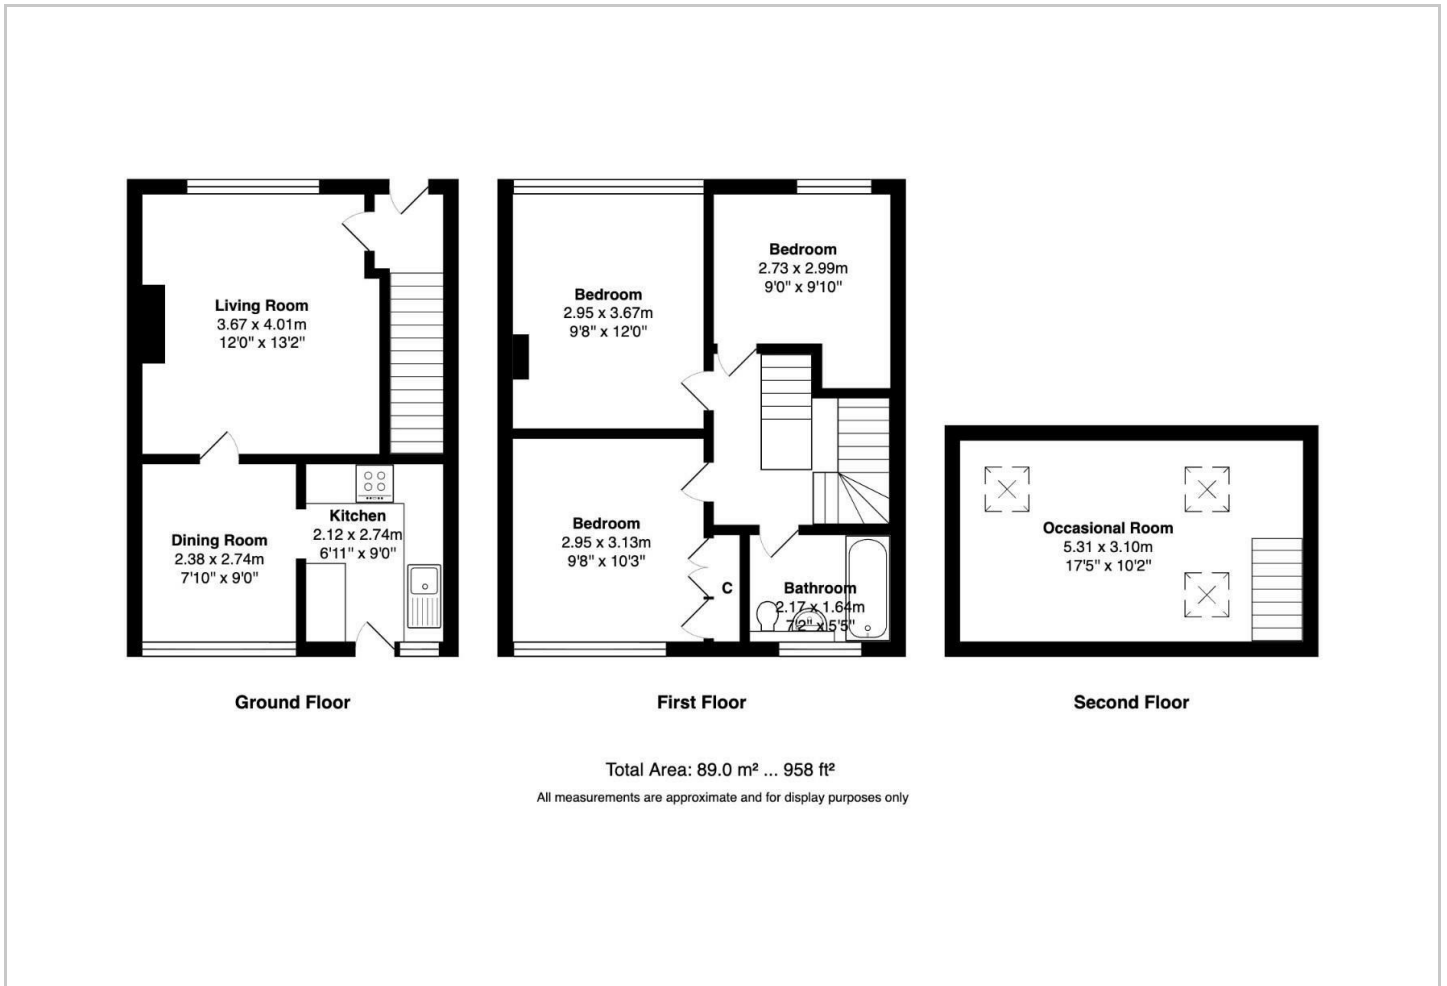 Living Room
3.67 x 4.01m
12'0" x 13'2"
Dining Room
2.38 x 2.74m
7'10" x 9'0"
Kitchen
2.12 x 2.74m
6'11" x 9'0"
Ground Floor
Bedroom
2.95 x 3.67m
9'8" x 12'0"
Bedroom
2.73 x 2.99m
9'0" x 9'10"
Bedroom
2.95 x 3.13m
9'8" x 10'3"
C
Bathroom
2.17 x 1.64m
7'2" x 5'5"
First Floor
Occasional Room
5.31 x 3.10m
17'5" x 10'2"
Second Floor
Total Area: 89.0 m² ... 958 ft²
All measurements are approximate and for display purposes only